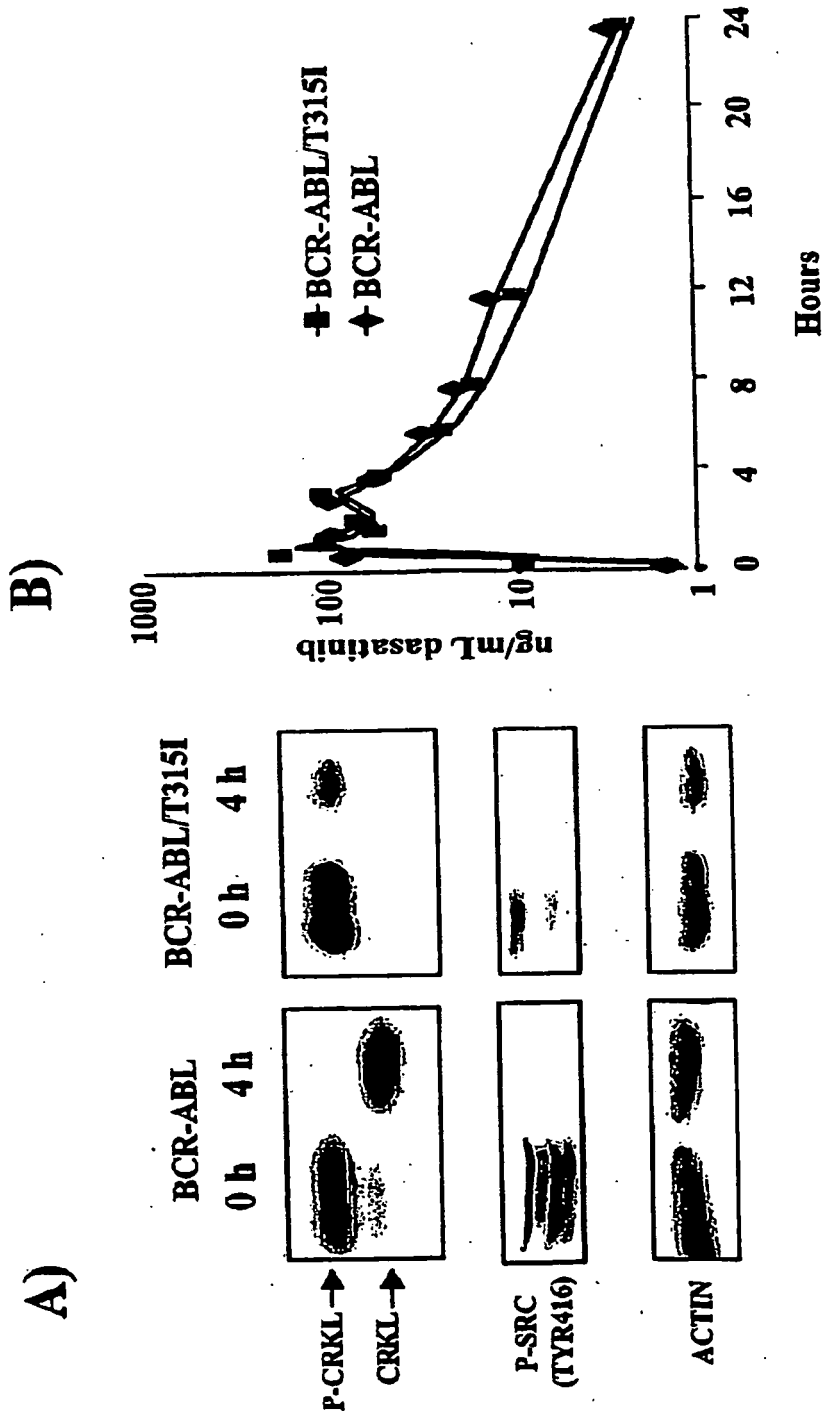 A)
BCR-ABL
BCR-ABL/T315I
0 h 4 h
0 h 4 h
P-CRKL
CRKL
P-SRC
(TYR416)
ACTIN
B)
ng/mL dasatinib
1000
100
10
1
0 4 8 12 16 20 24
Hours
BCR-ABL/T315I
BCR-ABL